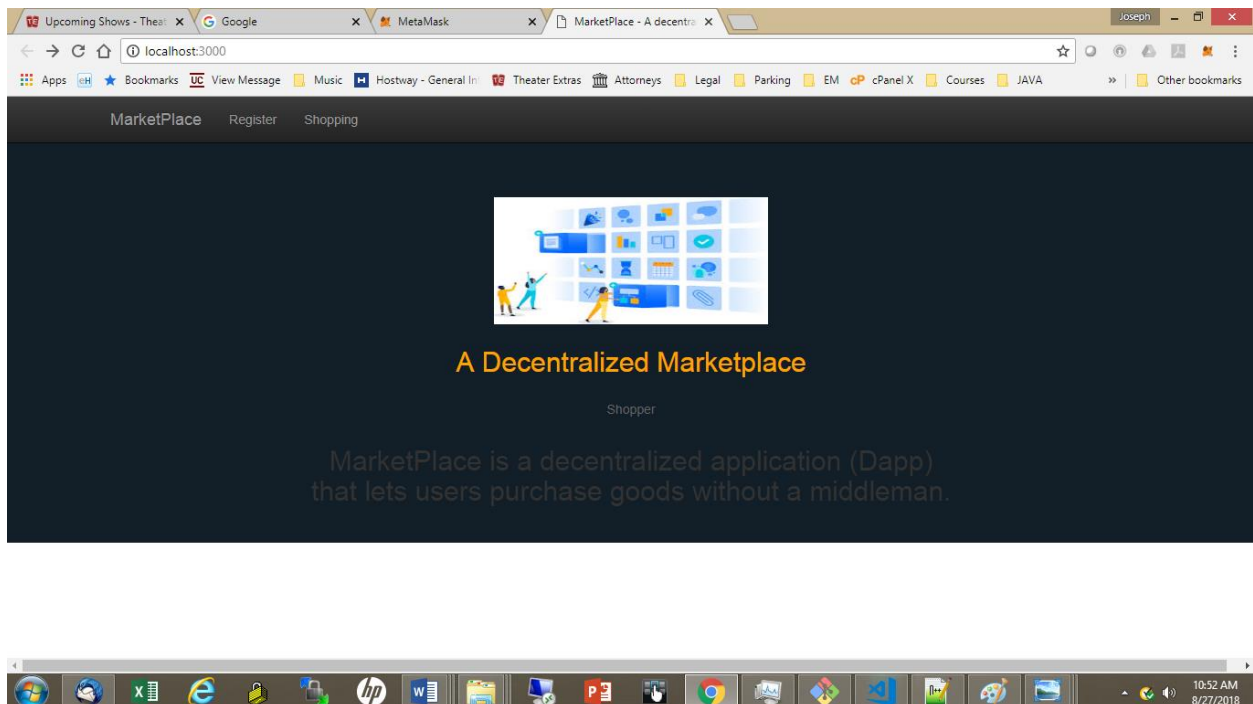 Upcoming Shows - Theat
Google
MetaMask
MarketPlace - A decentra
Joseph
localhost:3000
Apps
Bookmarks
UC View Message
Music
H Hostway - General In
Theater Extras
Attorneys
Legal
Parking
EM
cP cPanel X
Courses
JAVA
»
Other bookmarks
MarketPlace Register Shopping
A Decentralized Marketplace
Shopper
MarketPlace is a decentralized application (Dapp)
that lets users purchase goods without a middleman.
10:52 AM
8/27/2018